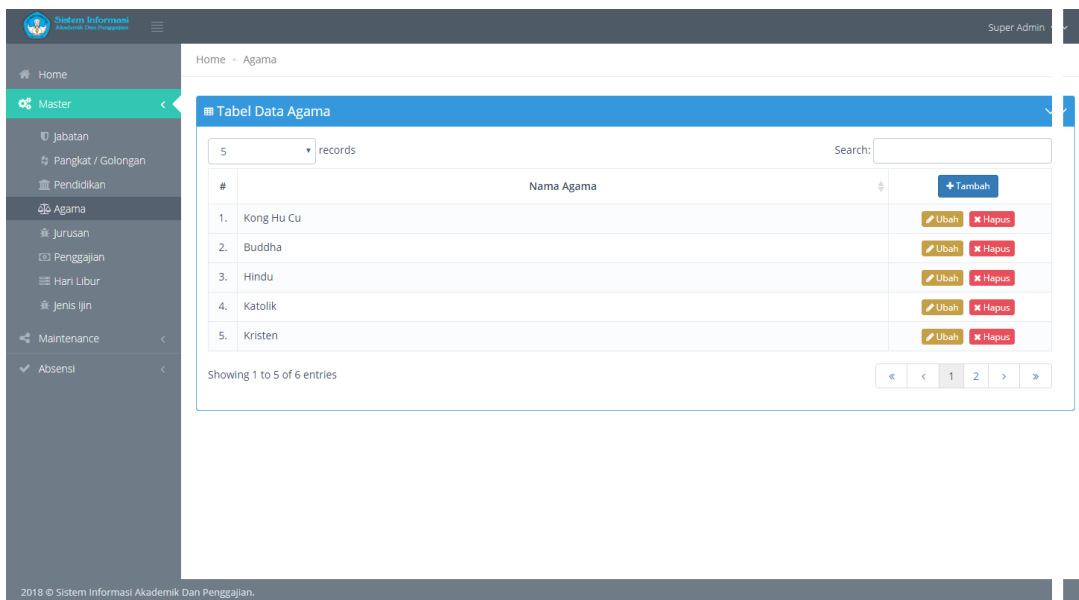 Sistem Informasi
Akademik Dan Penggajian
Super Admin
Home
Agama
Home
Master
Jabatan
Pangkat / Golongan
Pendidikan
Agama
Jurusan
Penggajian
Hari Libur
Jenis Ijin
Maintenance
Absensi
Tabel Data Agama
5 records Search:
# Nama Agama Tambah
1. Kong Hu Cu Ubah Hapus
2. Buddha Ubah Hapus
3. Hindu Ubah Hapus
4. Katolik Ubah Hapus
5. Kristen Ubah Hapus
Showing 1 to 5 of 6 entries « < 1 2 > »
2018 © Sistem Informasi Akademik Dan Penggajian.